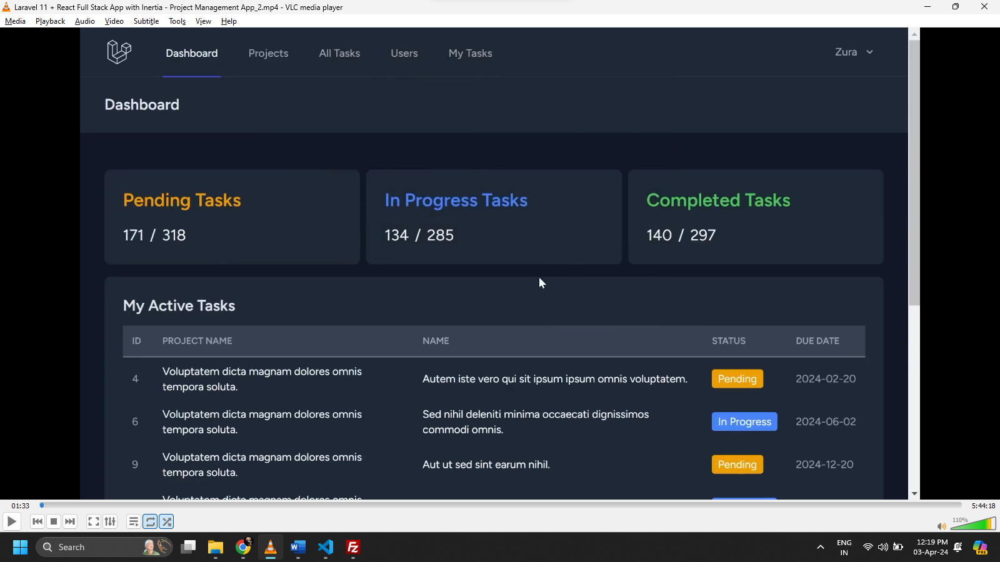 Laravel 11 + React Full Stack App with Inertia - Project Management App_2.mp4 - VLC media player
Media Playback Audio Video Subtitle Tools View Help
Dashboard Projects All Tasks Users My Tasks Zura
Dashboard
Pending Tasks In Progress Tasks Completed Tasks
171 / 318 134 / 285 140 / 297
My Active Tasks
ID PROJECT NAME NAME STATUS DUE DATE
4 Voluptatem dicta magnam dolores omnis
tempora soluta. Autem iste vero qui sit ipsum ipsum omnis voluptatem. Pending 2024-02-20
6 Voluptatem dicta magnam dolores omnis
tempora soluta. Sed nihil deleniti minima occaecati dignissimos
commodi omnis. In Progress 2024-06-02
9 Voluptatem dicta magnam dolores omnis
tempora soluta. Aut ut sed sint earum nihil. Pending 2024-12-20
Voluptatem dicta magnam dolores omnis
01:33 5:44:18
110%
Search
ENG
IN
12:19 PM
03-Apr-24
PRE